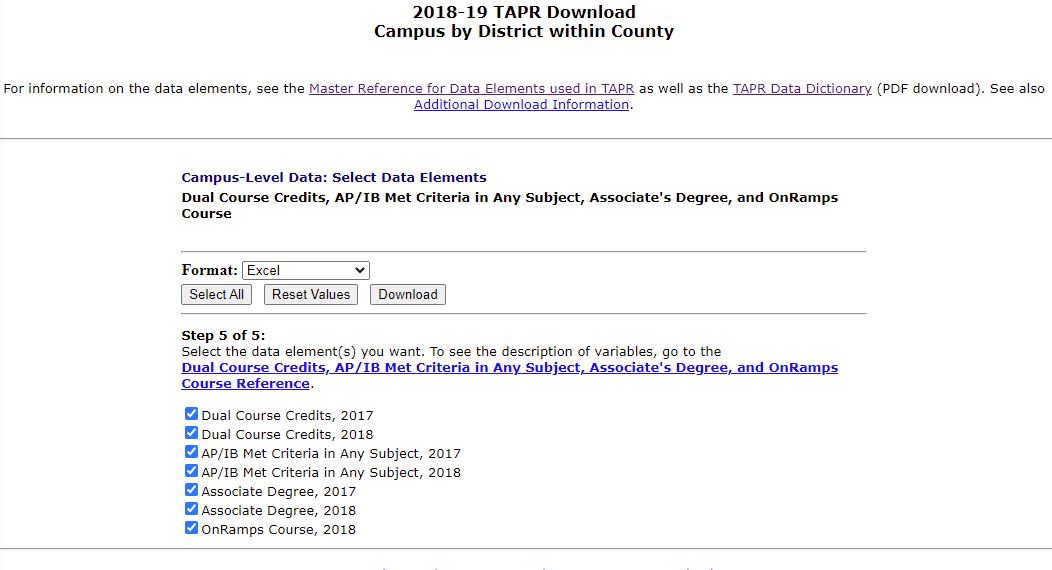 2018-19 TAPR Download
Campus by District within County
For information on the data elements, see the Master Reference for Data Elements used in TAPR as well as the TAPR Data Dictionary (PDF download). See also
Additional Download Information.
Campus-Level Data: Select Data Elements
Dual Course Credits, AP/IB Met Criteria in Any Subject, Associate's Degree, and OnRamps
Course
Format: Excel
Select All Reset Values Download
Step 5 of 5:
Select the data element(s) you want. To see the description of variables, go to the
Dual Course Credits, AP/IB Met Criteria in Any Subject, Associate's Degree, and OnRamps
Course Reference.
Dual Course Credits, 2017
Dual Course Credits, 2018
AP/IB Met Criteria in Any Subject, 2017
AP/IB Met Criteria in Any Subject, 2018
Associate Degree, 2017
Associate Degree, 2018
OnRamps Course, 2018